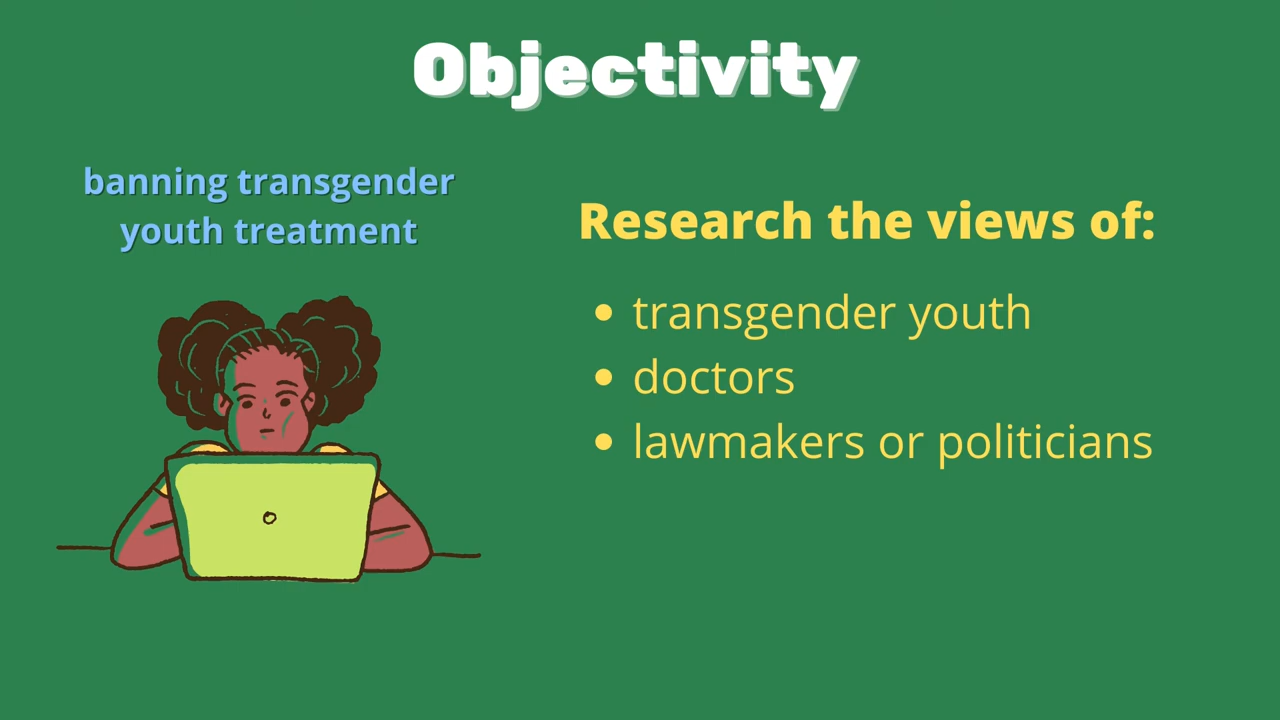 Objectivity
banning transgender
youth treatment
Research the views of:
• transgender youth
• doctors
• lawmakers or politicians